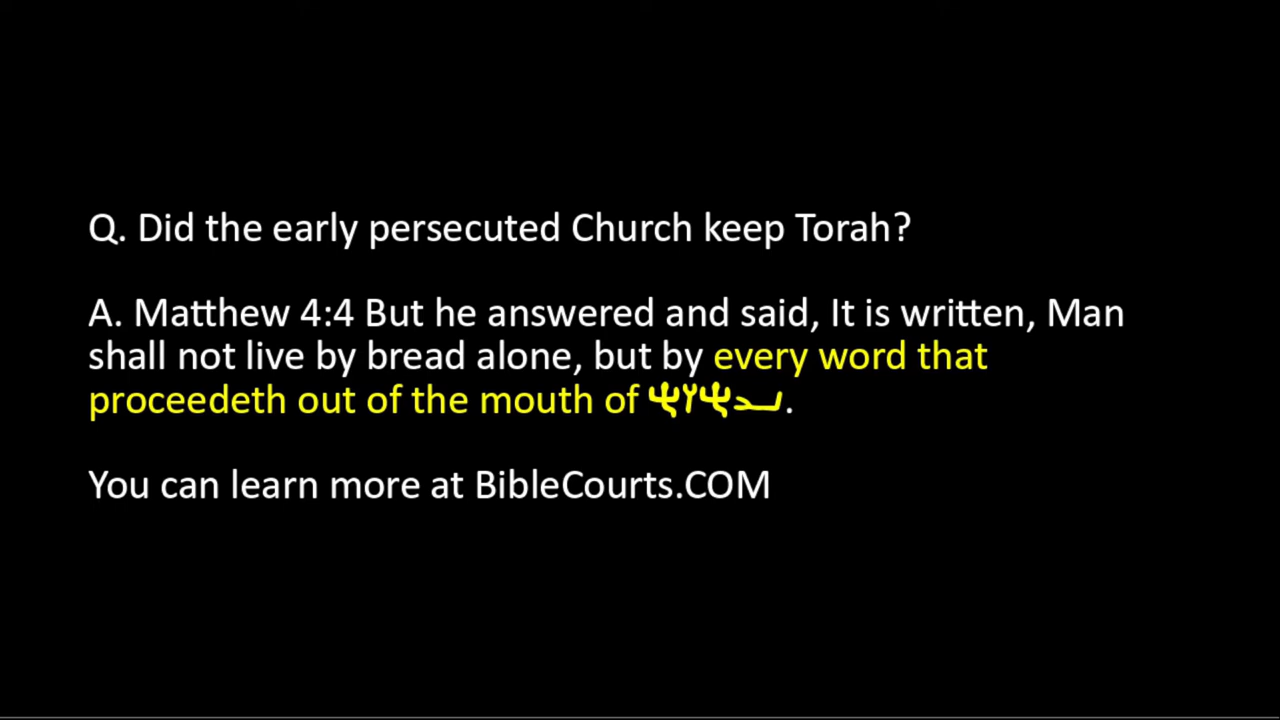 Q. Did the early persecuted Church keep Torah?
A. Matthew 4:4 But he answered and said, It is written, Man
shall not live by bread alone, but by every word that
proceedeth out of the mouth of 𐤉𐤄𐤅𐤄.
You can learn more at BibleCourts.COM